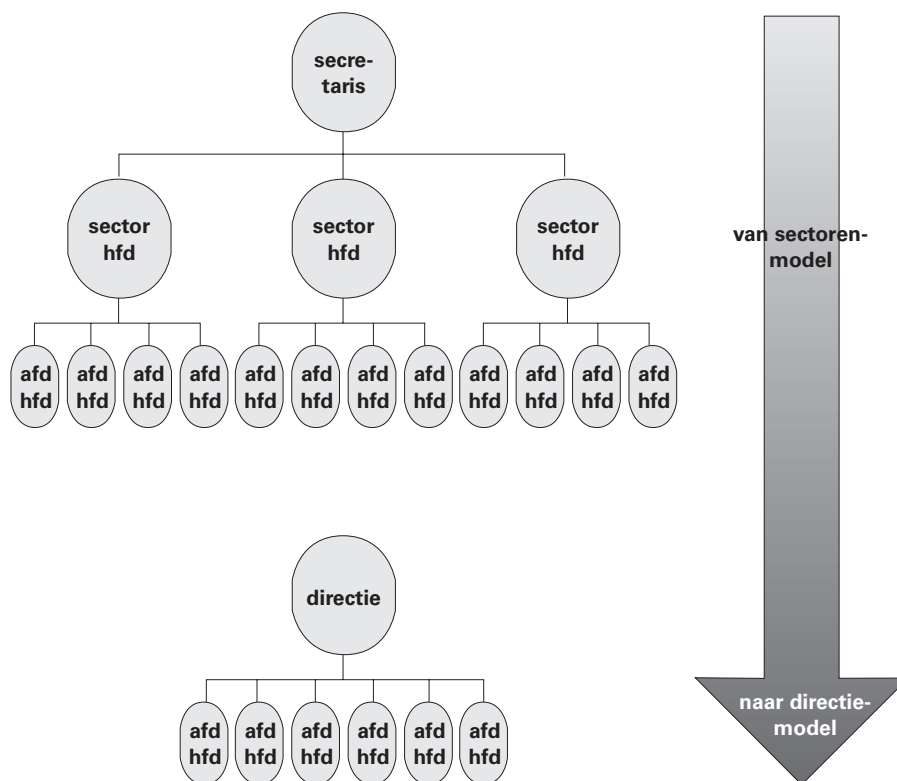 secre-
taris
sector
hfd
sector
hfd
sector
hfd
van sectoren-
model
afd afd afd afd afd afd afd afd afd afd afd afd
hfd hfd hfd hfd hfd hfd hfd hfd hfd hfd hfd hfd
directie
naar directie-
model
afd afd afd afd afd afd
hfd hfd hfd hfd hfd hfd